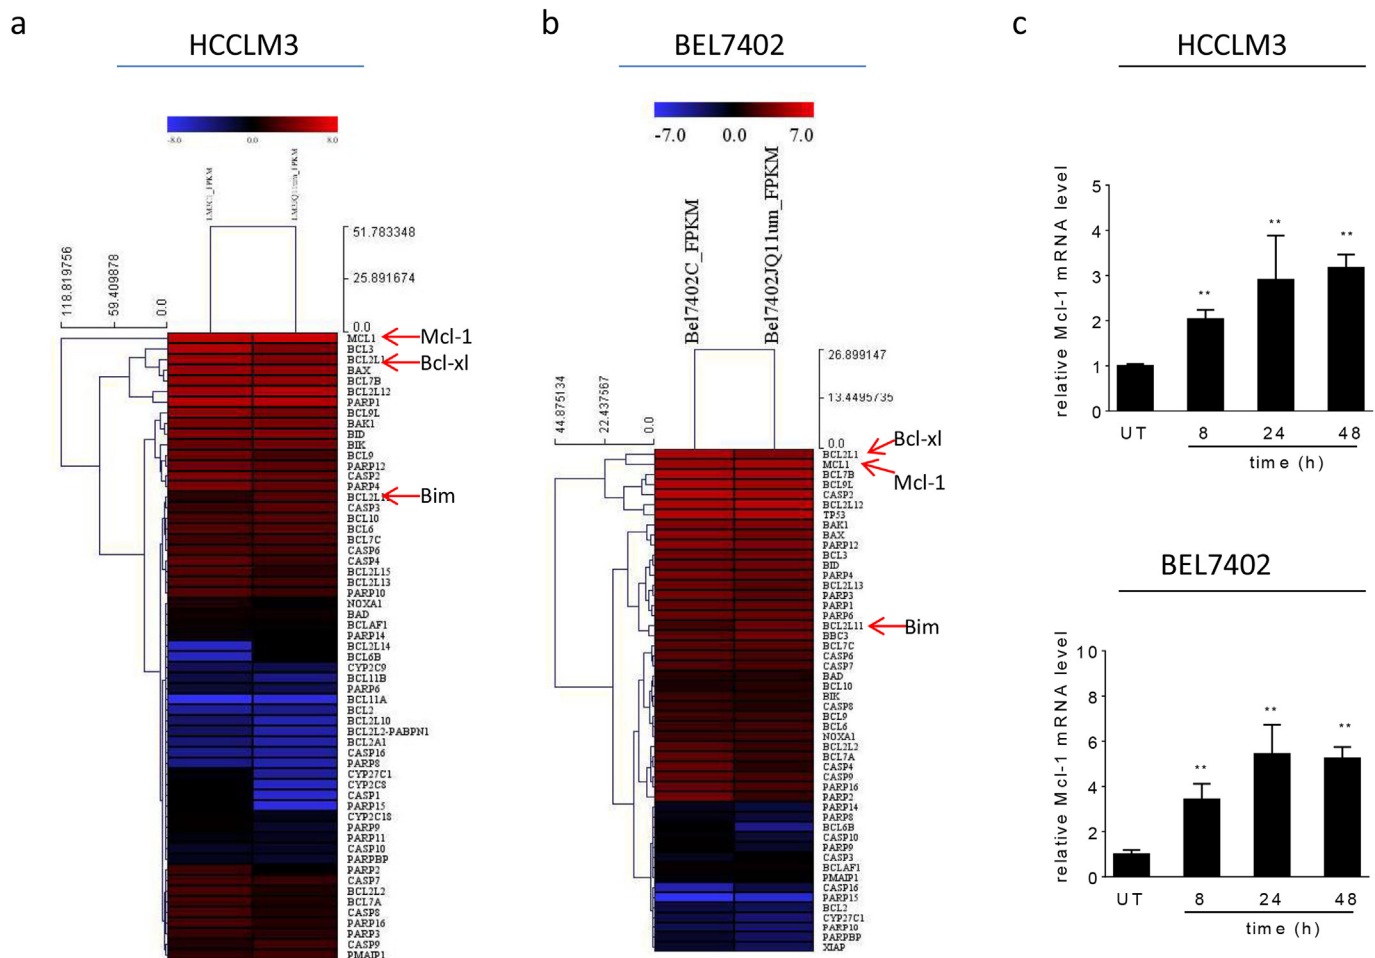 a
HCCLM3
-8.0 0.0 8.0
118.819756
59.409878
0.0
51.783348
25.891674
0.0
MCL1
BCL3
BCL2L1
BAX
BCL7B
BCL2L12
PARP1
BCL9L
BAK1
BID
BIK
BCL9
PARP12
CASP2
PARP4
CASP3
BCL10
BCL6
BCL7C
CASP6
CASP4
BCL2L15
BCL2L13
PARP10
NOXA1
BAD
BCLAF1
PARP14
BCL2L14
BCL6B
CYP2C9
BCL11B
PARP6
BCL11A
BCL2
BCL2L10
BCL2L2-PABPN1
BCL2A1
CASP16
PARP8
CYP27C1
CYP2C8
CASP1
PARP15
CYP2C18
PARP9
PARP11
CASP10
PARPBP
PARP2
CASP7
BCL2L2
BCL7A
CASP8
PARP16
PARP3
CASP9
PMAIP1
Mcl-1
Bcl-xl
Bim
b
BEL7402
-7.0 0.0 7.0
Bel7402C_FPKM
Bel7402JQ11um_FPKM
44.875134
22.437567
0.0
26.899147
13.4495735
0.0
BCL2L1
MCL1
BCL7B
BCL9L
CASP2
BCL2L12
TP53
BAK1
BAX
PARP12
BCL3
BID
PARP4
BCL2L13
PARP3
PARP1
PARP6
BCL2L11
BBC3
BCL7C
CASP6
CASP7
BAD
BCL10
BIK
CASP8
BCL9
BCL6
NOXA1
BCL2L2
BCL7A
CASP4
CASP9
PARP16
PARP2
PARP14
PARP8
BCL6B
CASP10
PARP9
CASP3
BCLAF1
PMAIP1
CASP16
PARP15
BCL2
CYP27C1
PARP10
PARPBP
XIAP
Bcl-xl
Mcl-1
Bim
c
HCCLM3
relative Mcl-1 mRNA level
5
4
3
2
1
0
** ** **
UT 8 24 48
time (h)
BEL7402
relative Mcl-1 mRNA level
10
8
6
4
2
0
** ** **
UT 8 24 48
time (h)